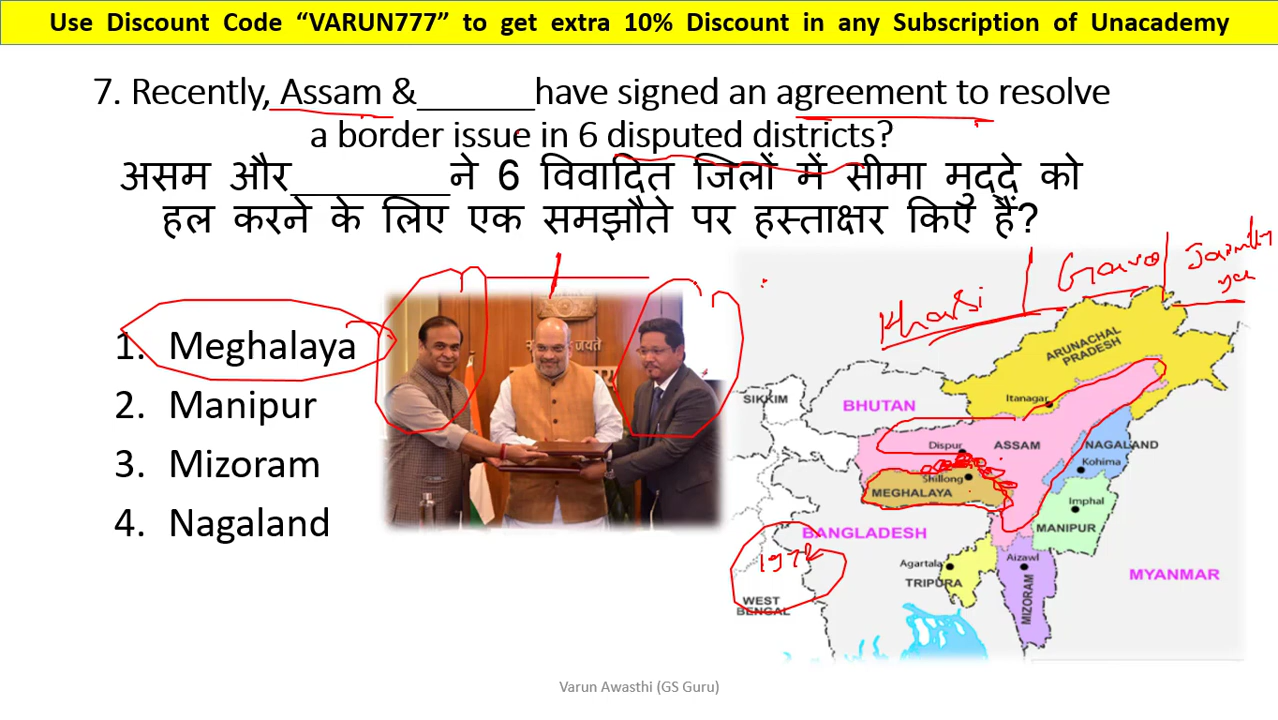 Use Discount Code “VARUN777” to get extra 10% Discount in any Subscription of Unacademy
7. Recently, Assam &______have signed an agreement to resolve
a border issue in 6 disputed districts?
असम और________ने 6 विवादित जिलों में सीमा मुद्दे को
हल करने के लिए एक समझौते पर हस्ताक्षर किए हैं?
1. Meghalaya
2. Manipur
3. Mizoram
4. Nagaland
Khasi
Garo
ARUNACHAL
PRADESH
SIKKIM
BHUTAN
Itanagar
Dispur
ASSAM
NAGALAND
Kohima
Shillong
MEGHALAYA
Imphal
MANIPUR
BANGLADESH
1972
Agartala
TRIPURA
Aizawl
MIZORAM
MYANMAR
WEST
BENGAL
Varun Awasthi (GS Guru)